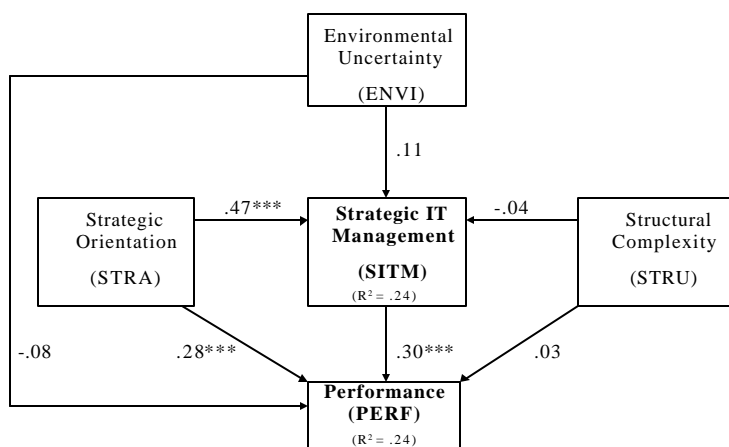 Environmental
Uncertainty
(ENVI)
.11
.47***
-.04
Strategic
Orientation
(STRA)
Strategic IT
Management
(SITM)
(R² = .24)
Structural
Complexity
(STRU)
-.08
.28***
.30***
.03
Performance
(PERF)
(R² = .24)